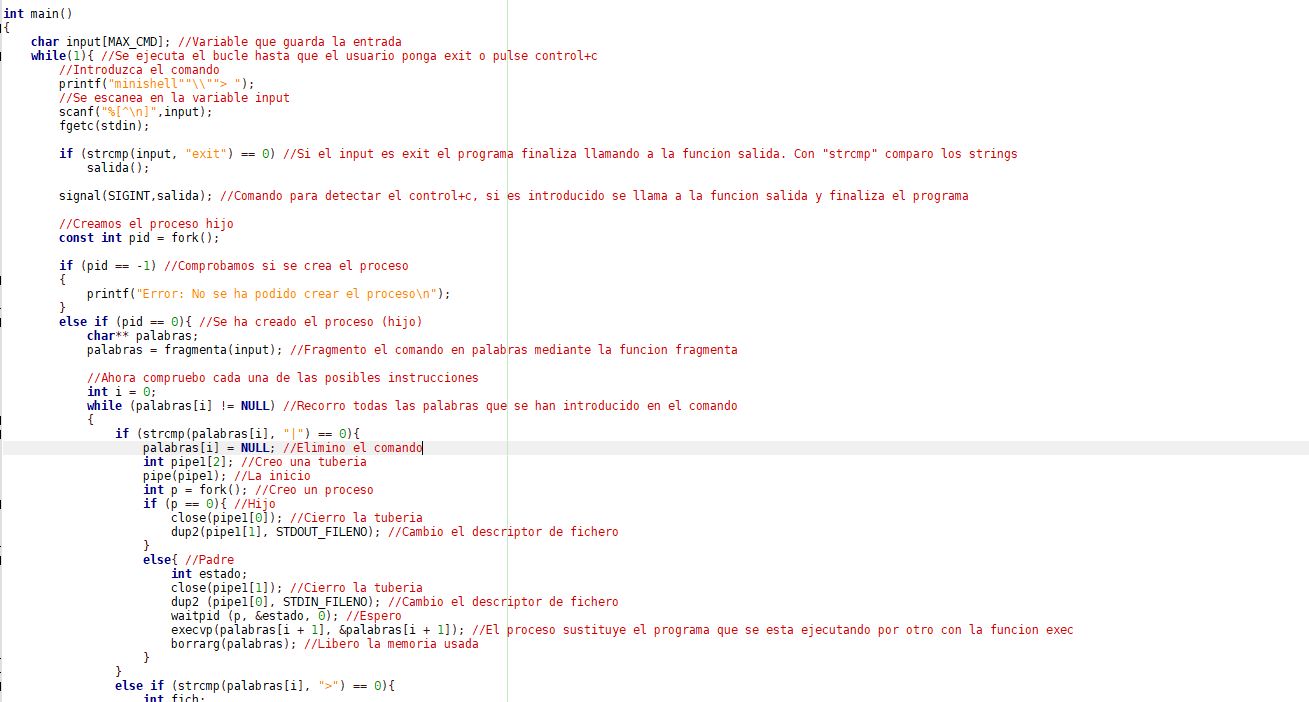 int main()
{
char input[MAX_CMD]; //Variable que guarda la entrada
while(1){ //Se ejecuta el bucle hasta que el usuario ponga exit o pulse control+c
//Introduzca el comando
printf("minishell""\\""> ");
//Se escanea en la variable input
scanf("%[^\n]",input);
fgetc(stdin);
if (strcmp(input, "exit") == 0) //Si el input es exit el programa finaliza llamando a la funcion salida. Con "strcmp" comparo los strings
salida();
signal(SIGINT,salida); //Comando para detectar el control+c, si es introducido se llama a la funcion salida y finaliza el programa
//Creamos el proceso hijo
const int pid = fork();
if (pid == -1) //Comprobamos si se crea el proceso
{
printf("Error: No se ha podido crear el proceso\n");
}
else if (pid == 0){ //Se ha creado el proceso (hijo)
char** palabras;
palabras = fragmenta(input); //Fragmento el comando en palabras mediante la funcion fragmenta
//Ahora compruebo cada una de las posibles instrucciones
int i = 0;
while (palabras[i] != NULL) //Recorro todas las palabras que se han introducido en el comando
{
if (strcmp(palabras[i], "|") == 0){
palabras[i] = NULL; //Elimino el comando
int pipe1[2]; //Creo una tuberia
pipe(pipe1); //La inicio
int p = fork(); //Creo un proceso
if (p == 0){ //Hijo
close(pipe1[0]); //Cierro la tuberia
dup2(pipe1[1], STDOUT_FILENO); //Cambio el descriptor de fichero
}
else{ //Padre
int estado;
close(pipe1[1]); //Cierro la tuberia
dup2 (pipe1[0], STDIN_FILENO); //Cambio el descriptor de fichero
waitpid (p, &estado, 0); //Espero
execvp(palabras[i + 1], &palabras[i + 1]); //El proceso sustituye el programa que se esta ejecutando por otro con la funcion exec
borrarg(palabras); //Libero la memoria usada
}
}
else if (strcmp(palabras[i], ">") == 0){
int fich;